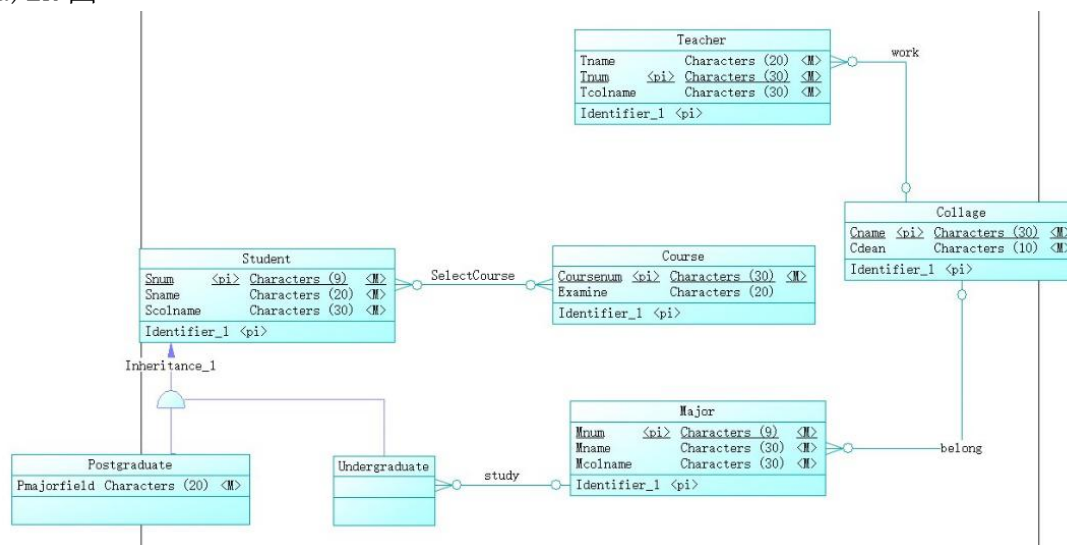 Teacher
Tname Characters (20) <M>
Tnum <pi> Characters (30) <M>
Tcolname Characters (30) <M>
Identifier_1 <pi>
work
Collage
Cname <pi> Characters (30) <M>
Cdean Characters (10) <M>
Identifier_1 <pi>
Student
Snum <pi> Characters (9) <M>
Sname Characters (20) <M>
Scolname Characters (30) <M>
Identifier_1 <pi>
SelectCourse
Course
Coursenum <pi> Characters (30) <M>
Examine Characters (20)
Identifier_1 <pi>
Inheritance_1
Major
Mnum <pi> Characters (9) <M>
Mname Characters (30) <M>
Mcolname Characters (30) <M>
Identifier_1 <pi>
belong
Postgraduate
Pmajorfield Characters (20) <M>
Undergraduate
study